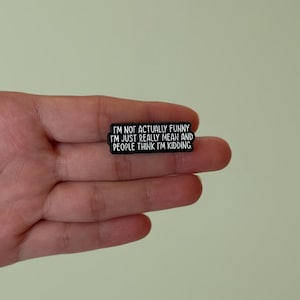 I'M NOT ACTUALLY FUNNY
I'M JUST REALLY MEAN AND
PEOPLE THINK I'M KIDDING